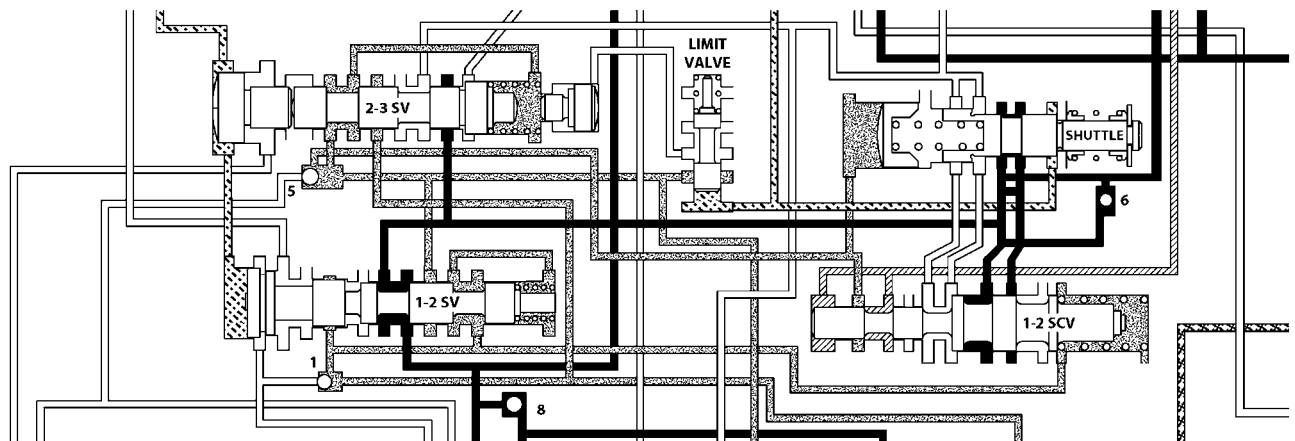 LIMIT
VALVE
2-3 SV
SHUTTLE
5
6
1-2 SV
1-2 SCV
1
8